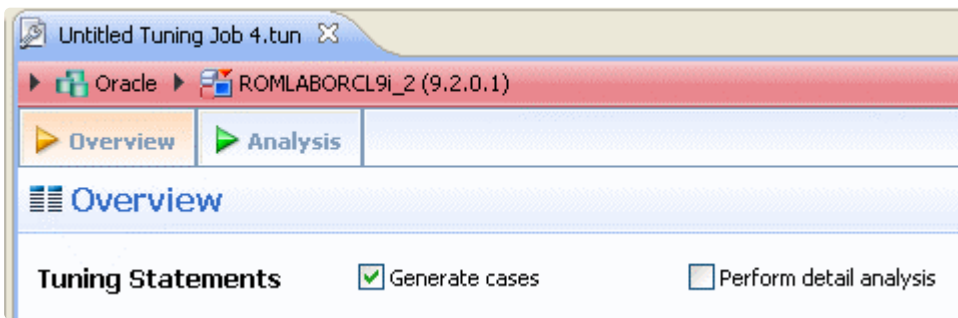 Untitled Tuning Job 4.tun
Oracle ROMLABORCL9i_2 (9.2.0.1)
Overview Analysis
Overview
Tuning Statements Generate cases Perform detail analysis